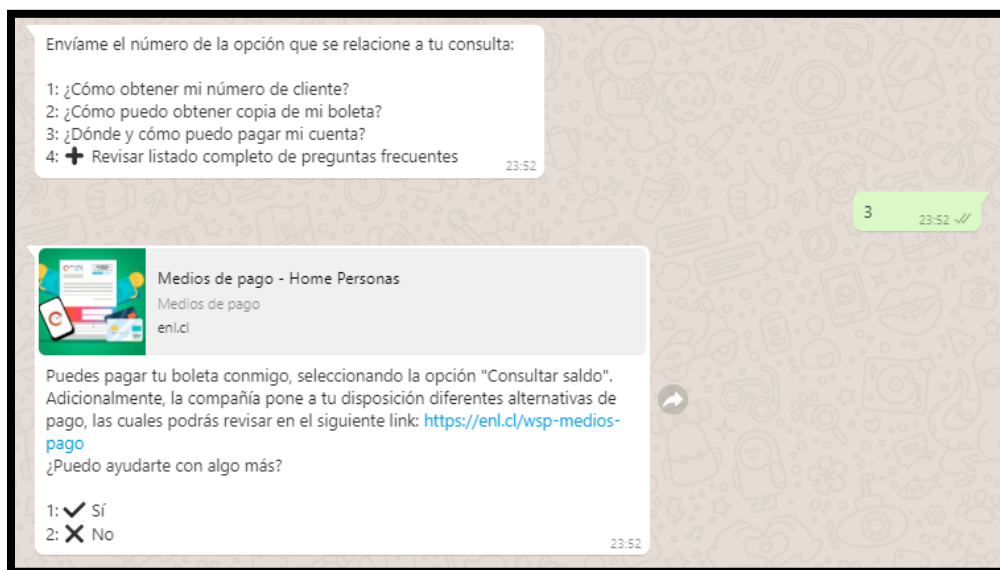 Envíame el número de la opción que se relacione a tu consulta:
1: ¿Cómo obtener mi número de cliente?
2: ¿Cómo puedo obtener copia de mi boleta?
3: ¿Dónde y cómo puedo pagar mi cuenta?
4: ➕ Revisar listado completo de preguntas frecuentes
23:52
3
23:52
enel
Medios de pago - Home Personas
Medios de pago
enl.cl
Puedes pagar tu boleta conmigo, seleccionando la opción "Consultar saldo".
Adicionalmente, la compañía pone a tu disposición diferentes alternativas de
pago, las cuales podrás revisar en el siguiente link: https://enl.cl/wsp-medios-
pago
¿Puedo ayudarte con algo más?
1: ✔ Sí
2: ✖ No
23:52